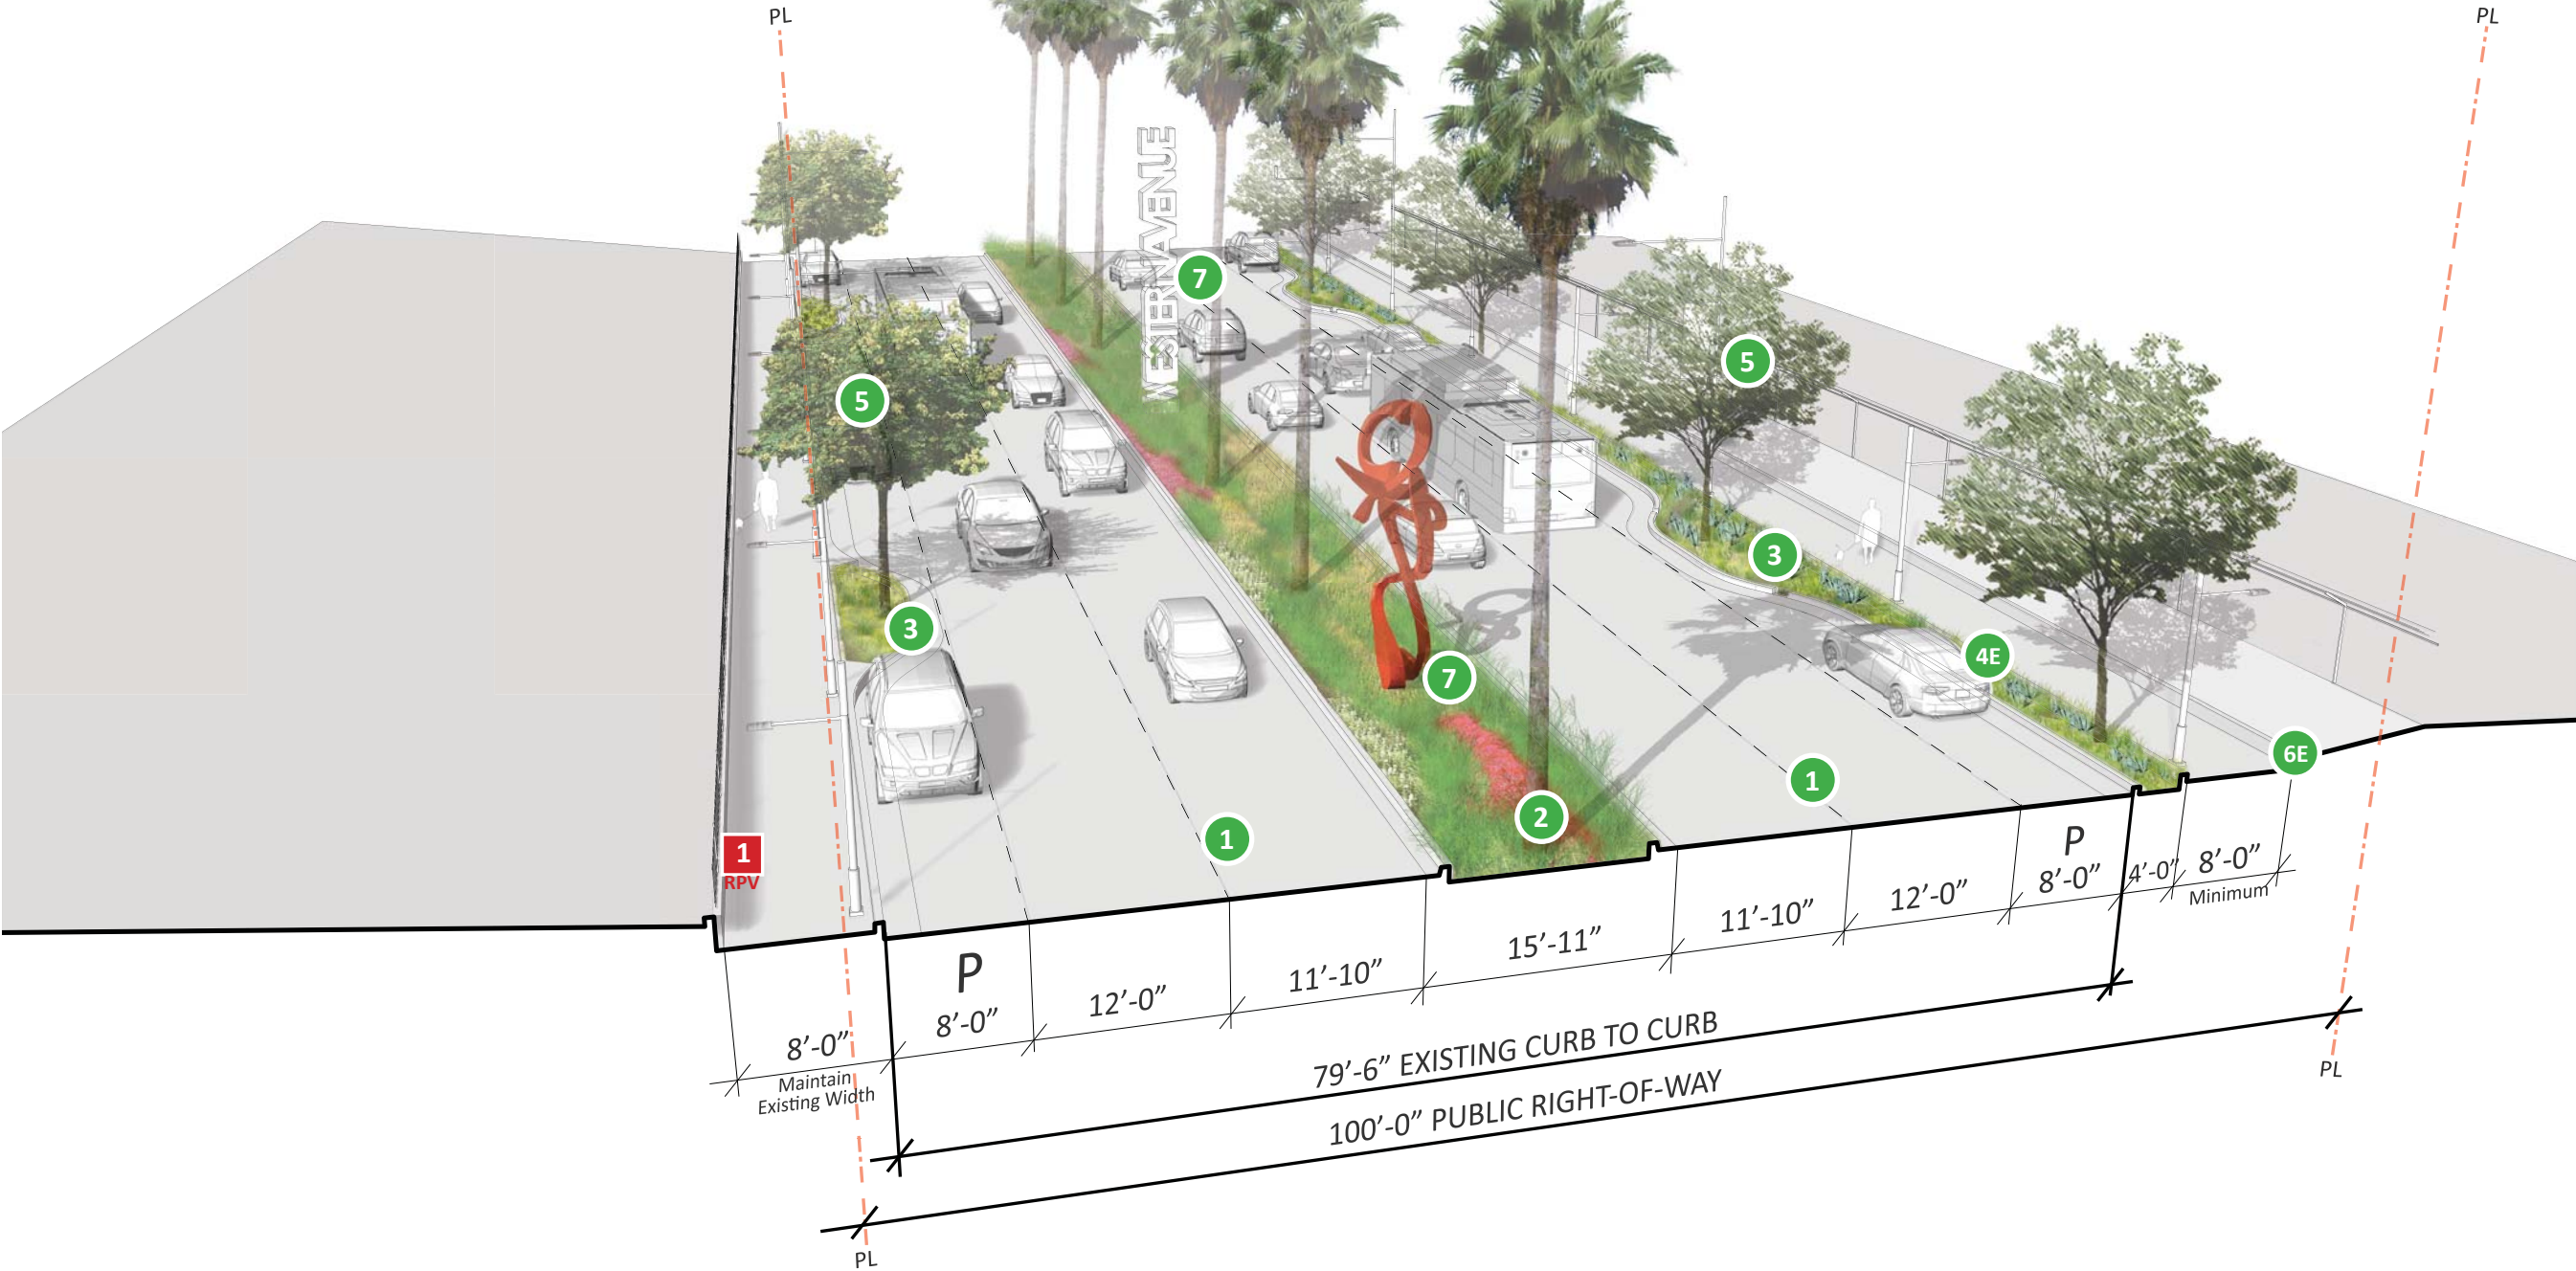 PL
PL
WESTERN AVENUE
7
5
5
3
3
4E
7
1
6E
2
1
1
RPV
P
8’-0”
4’-0”
8’-0”
Minimum
12’-0”
11’-10”
15’-11”
11’-10”
12’-0”
P
8’-0”
8’-0”
Maintain
Existing Width
79’-6” EXISTING CURB TO CURB
100’-0” PUBLIC RIGHT-OF-WAY
PL
PL